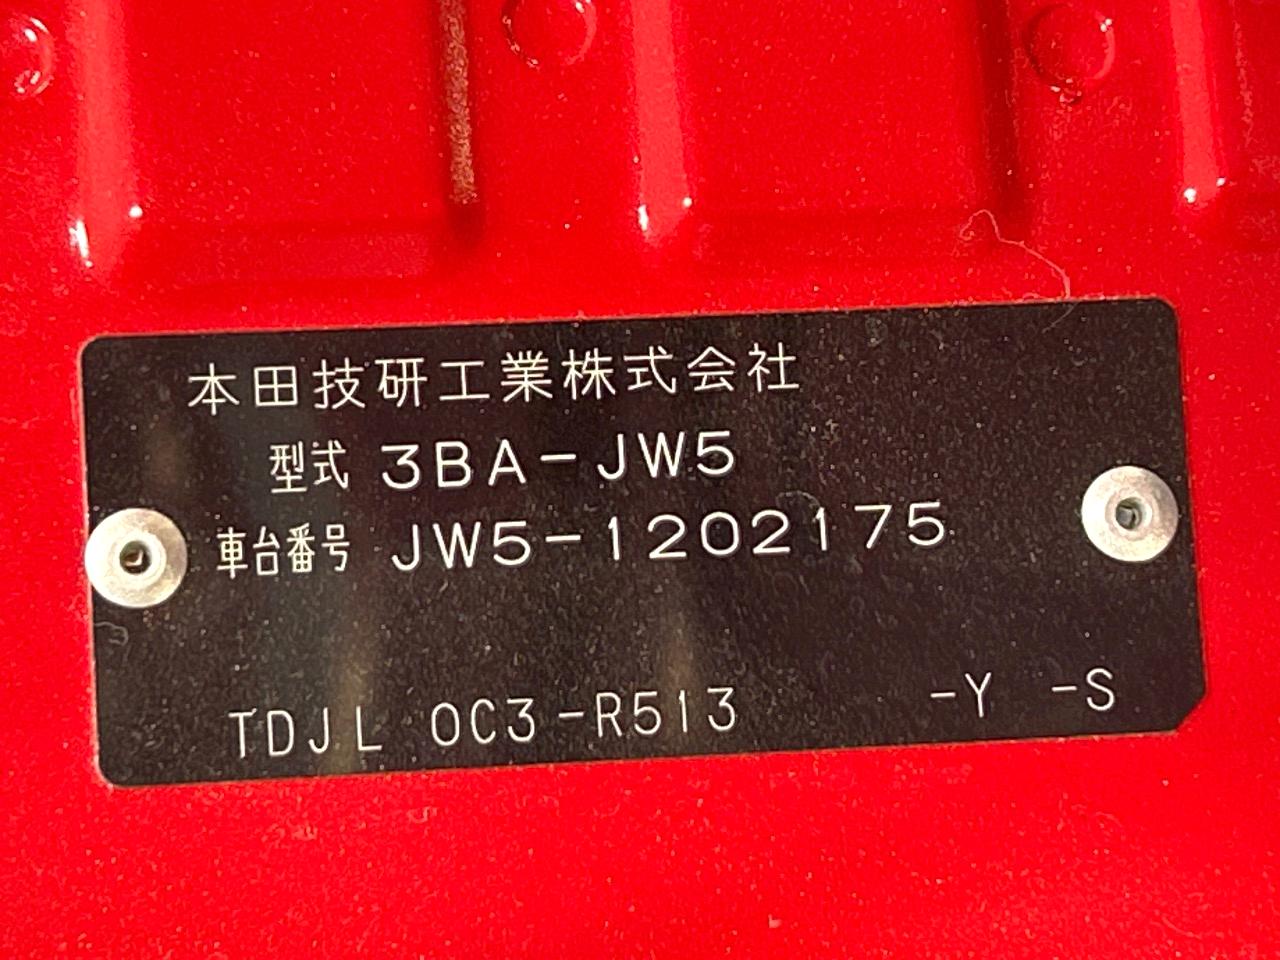 本田技研工業株式会社
型式 3BA-JW5
車台番号 JW5-1202175
TDJL 0C3-R513 -Y -S